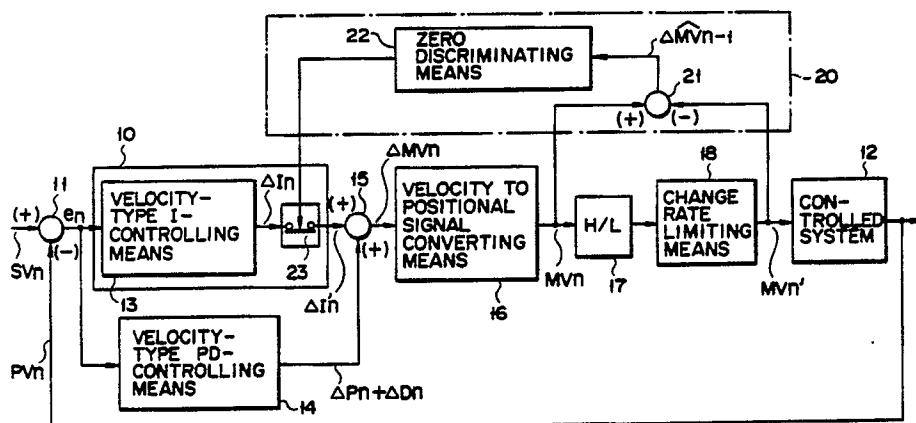 22
ZERO
DISCRIMINATING
MEANS
ΔMVn-1
20
21
(+)
(-)
10
11
(+)
en
(-)
SVn
VELOCITY-
TYPE I-
CONTROLLING
MEANS
13
ΔIn
23
ΔI'n
(+)
15
(+)
ΔMVn
VELOCITY TO
POSITIONAL
SIGNAL
CONVERTING
MEANS
16
MVn
H/L
17
18
CHANGE RATE
LIMITING
MEANS
MVn'
12
CON-
TROLLED
SYSTEM
PVn
VELOCITY-
TYPE PD-
CONTROLLING
MEANS
14
ΔPn+ΔDn